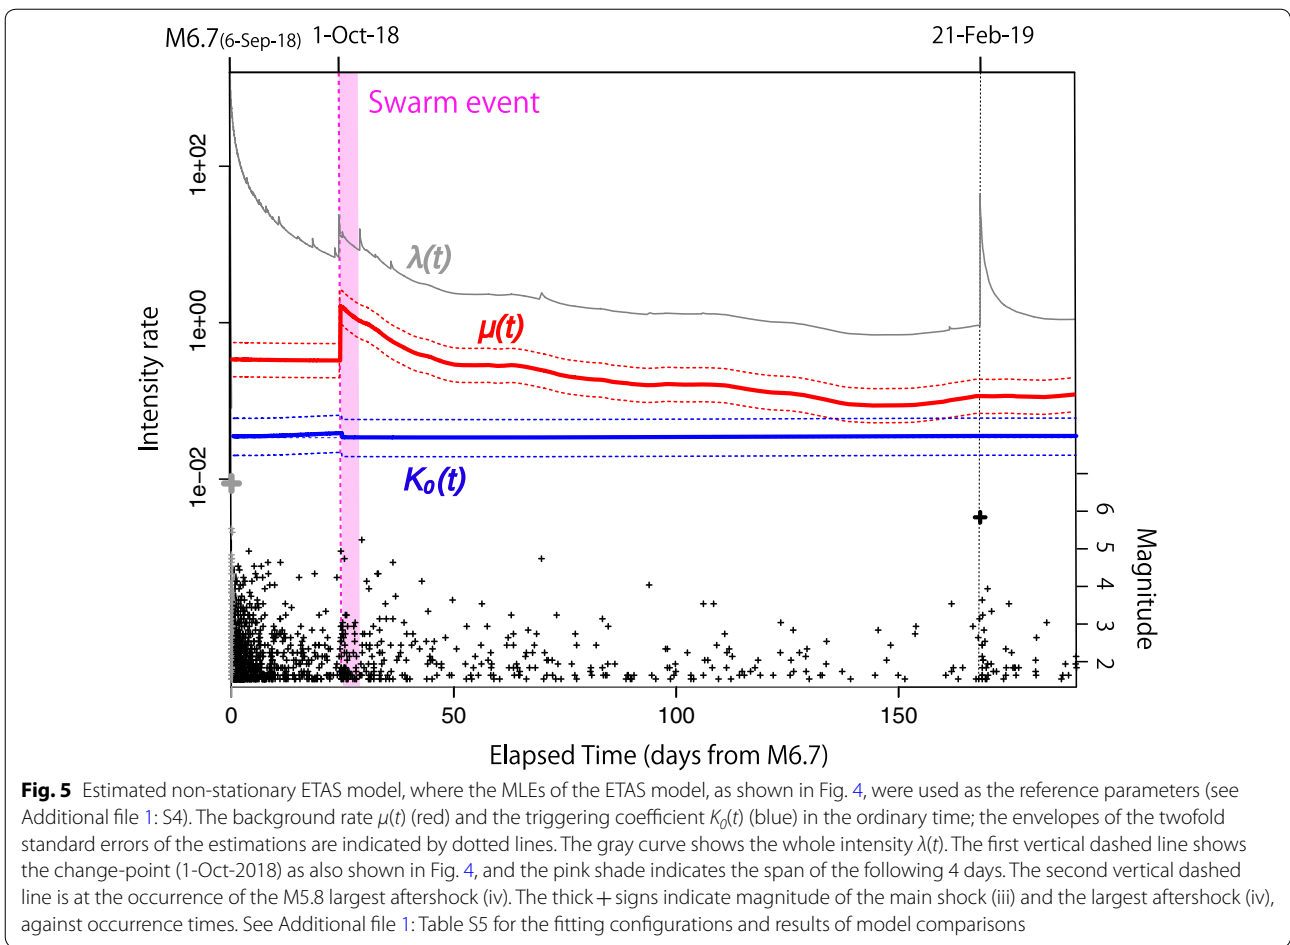 M6.7(6-Sep-18) 1-Oct-18 21-Feb-19
Swarm event
1e+02
λ(t)
1e+00
μ(t)
Intensity rate
K₀(t)
1e−02
6
5
4
3
2
Magnitude
0 50 100 150
Elapsed Time (days from M6.7)
Fig. 5 Estimated non-stationary ETAS model, where the MLEs of the ETAS model, as shown in Fig. 4, were used as the reference parameters (see
Additional file 1: S4). The background rate μ(t) (red) and the triggering coefficient K₀(t) (blue) in the ordinary time; the envelopes of the twofold
standard errors of the estimations are indicated by dotted lines. The gray curve shows the whole intensity λ(t). The first vertical dashed line shows
the change-point (1-Oct-2018) as also shown in Fig. 4, and the pink shade indicates the span of the following 4 days. The second vertical dashed
line is at the occurrence of the M5.8 largest aftershock (iv). The thick + signs indicate magnitude of the main shock (iii) and the largest aftershock (iv),
against occurrence times. See Additional file 1: Table S5 for the fitting configurations and results of model comparisons